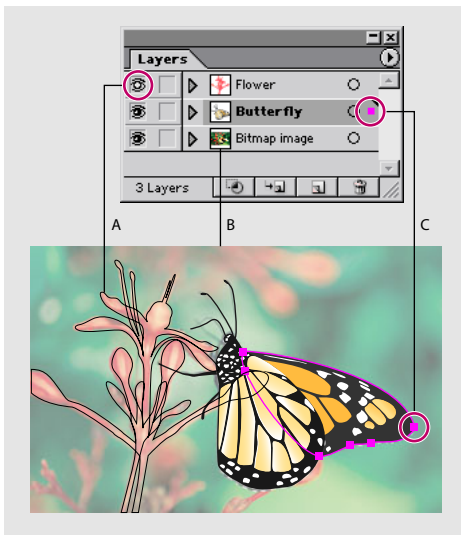 Layers
Flower
Butterfly
Bitmap image
3 Layers
A
B
C